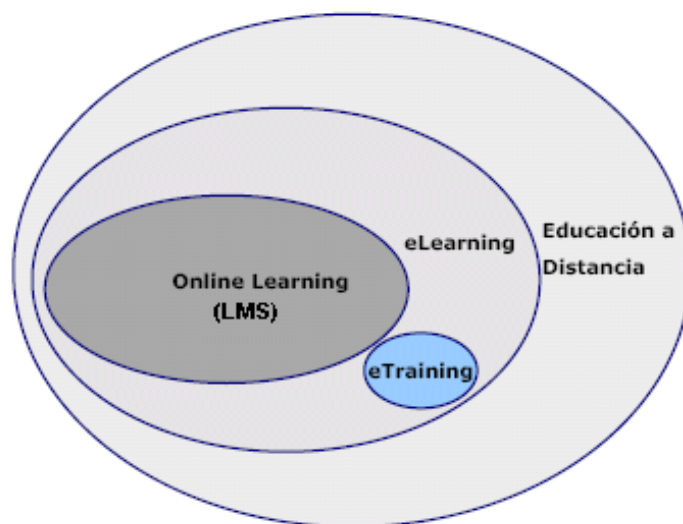 eLearning
Educación a
Distancia
Online Learning
(LMS)
eTraining